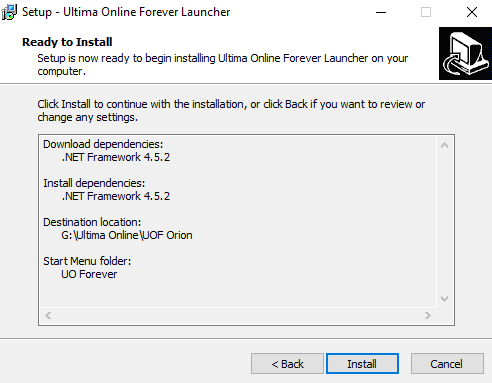 Setup - Ultima Online Forever Launcher
Ready to Install
Setup is now ready to begin installing Ultima Online Forever Launcher on your
computer.
Click Install to continue with the installation, or click Back if you want to review or
change any settings.
Download dependencies:
.NET Framework 4.5.2
Install dependencies:
.NET Framework 4.5.2
Destination location:
G:\Ultima Online\UOF Orion
Start Menu folder:
UO Forever
< Back
Install
Cancel